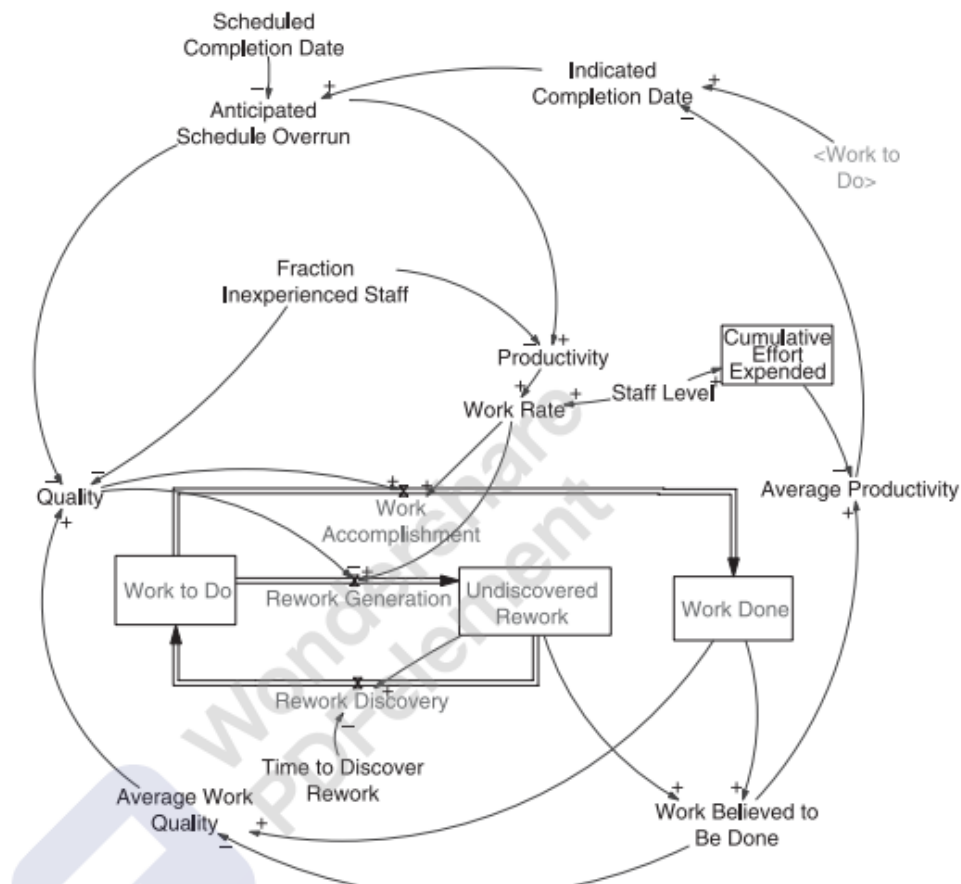 Scheduled
Completion Date
−
+
Anticipated
Schedule Overrun
Indicated
Completion Date
+
−
<Work to
Do>
Fraction
Inexperienced Staff
−
+
Productivity
+
Work Rate
+
Staff Level
+
Cumulative
Effort
Expended
−
−
Quality
+
+
+
Work
Accomplishment
−
Average Productivity
+
Work to Do
−
+
Rework Generation
Undiscovered
Rework
Work Done
Rework Discovery
+
−
Time to Discover
Rework
Average Work
Quality
+
−
+
+
Work Believed to
Be Done
Wondershare
PDFelement